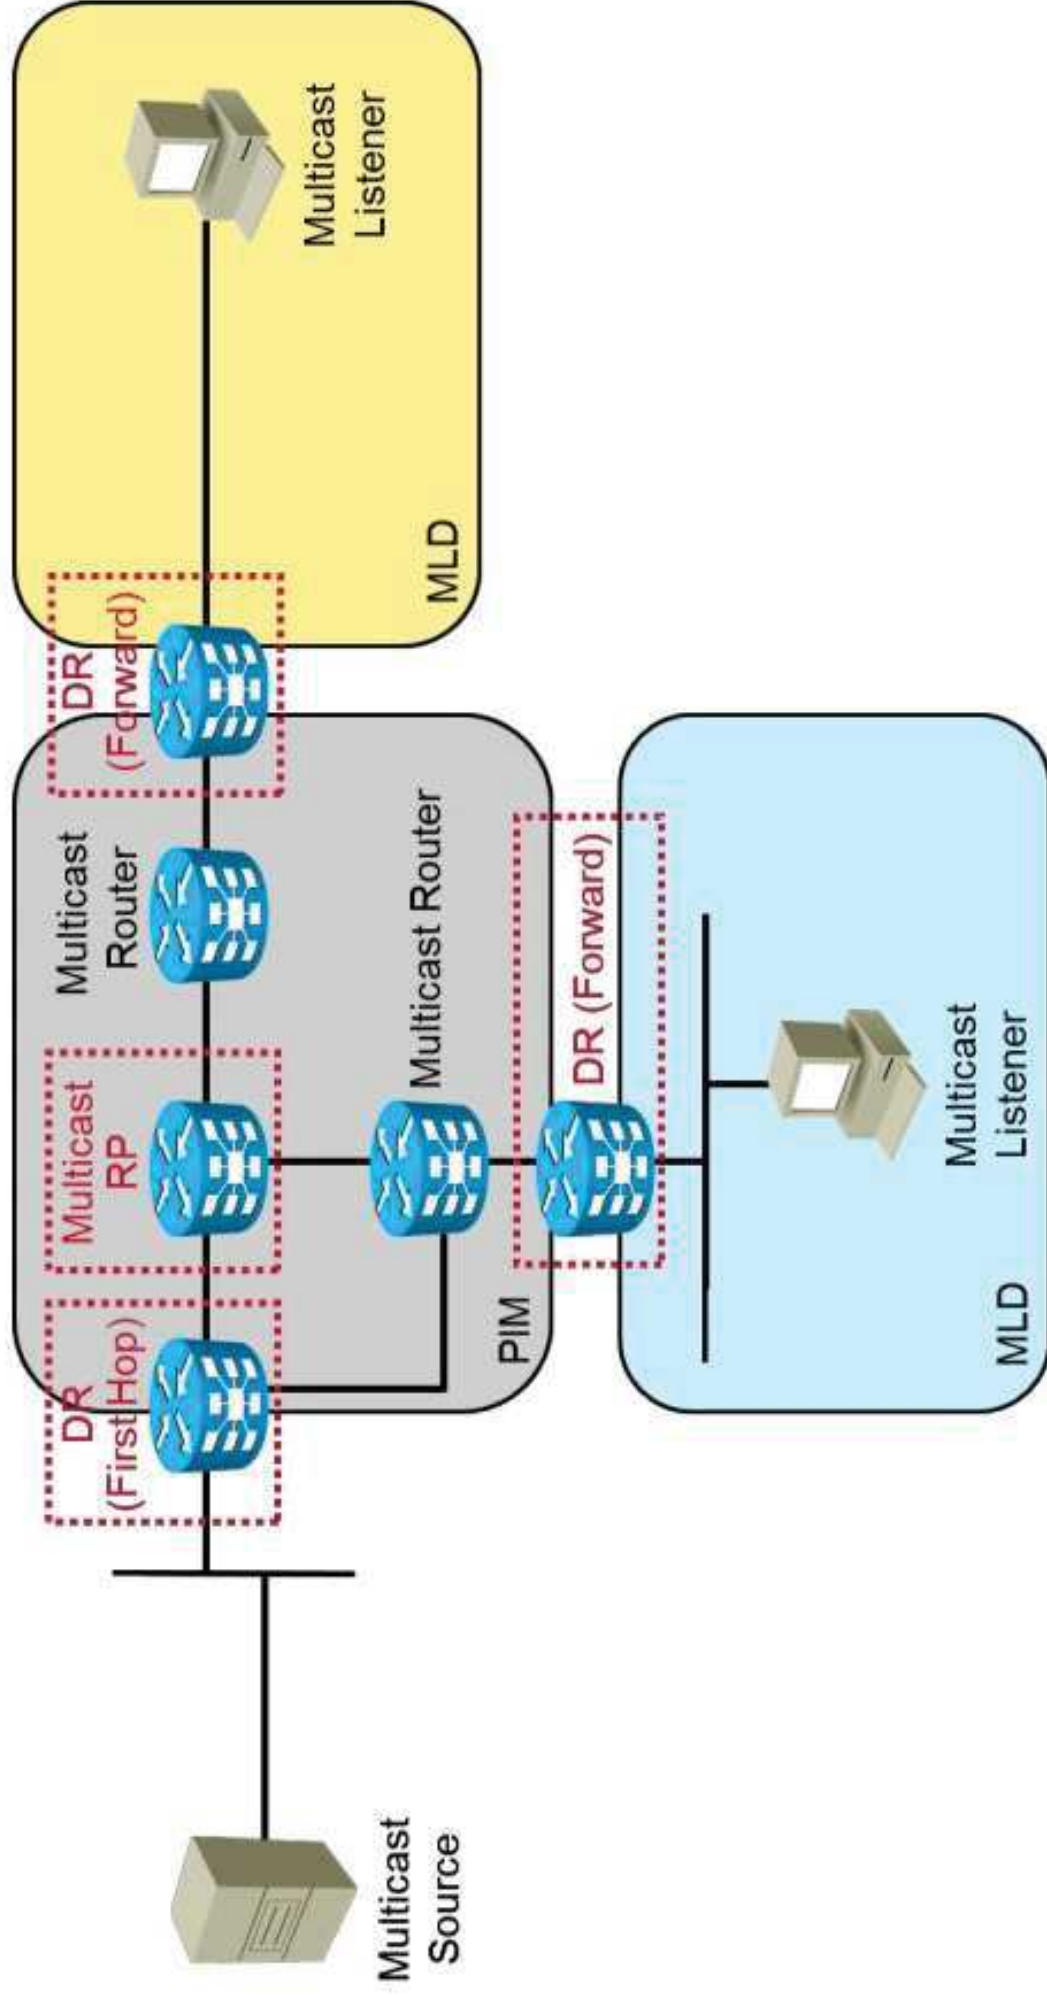 Multicast
Source
DR
(First Hop)
Multicast
RP
Multicast
Router
DR
(Forward)
Multicast
Listener
MLD
Multicast Router
PIM
DR (Forward)
Multicast
Listener
MLD